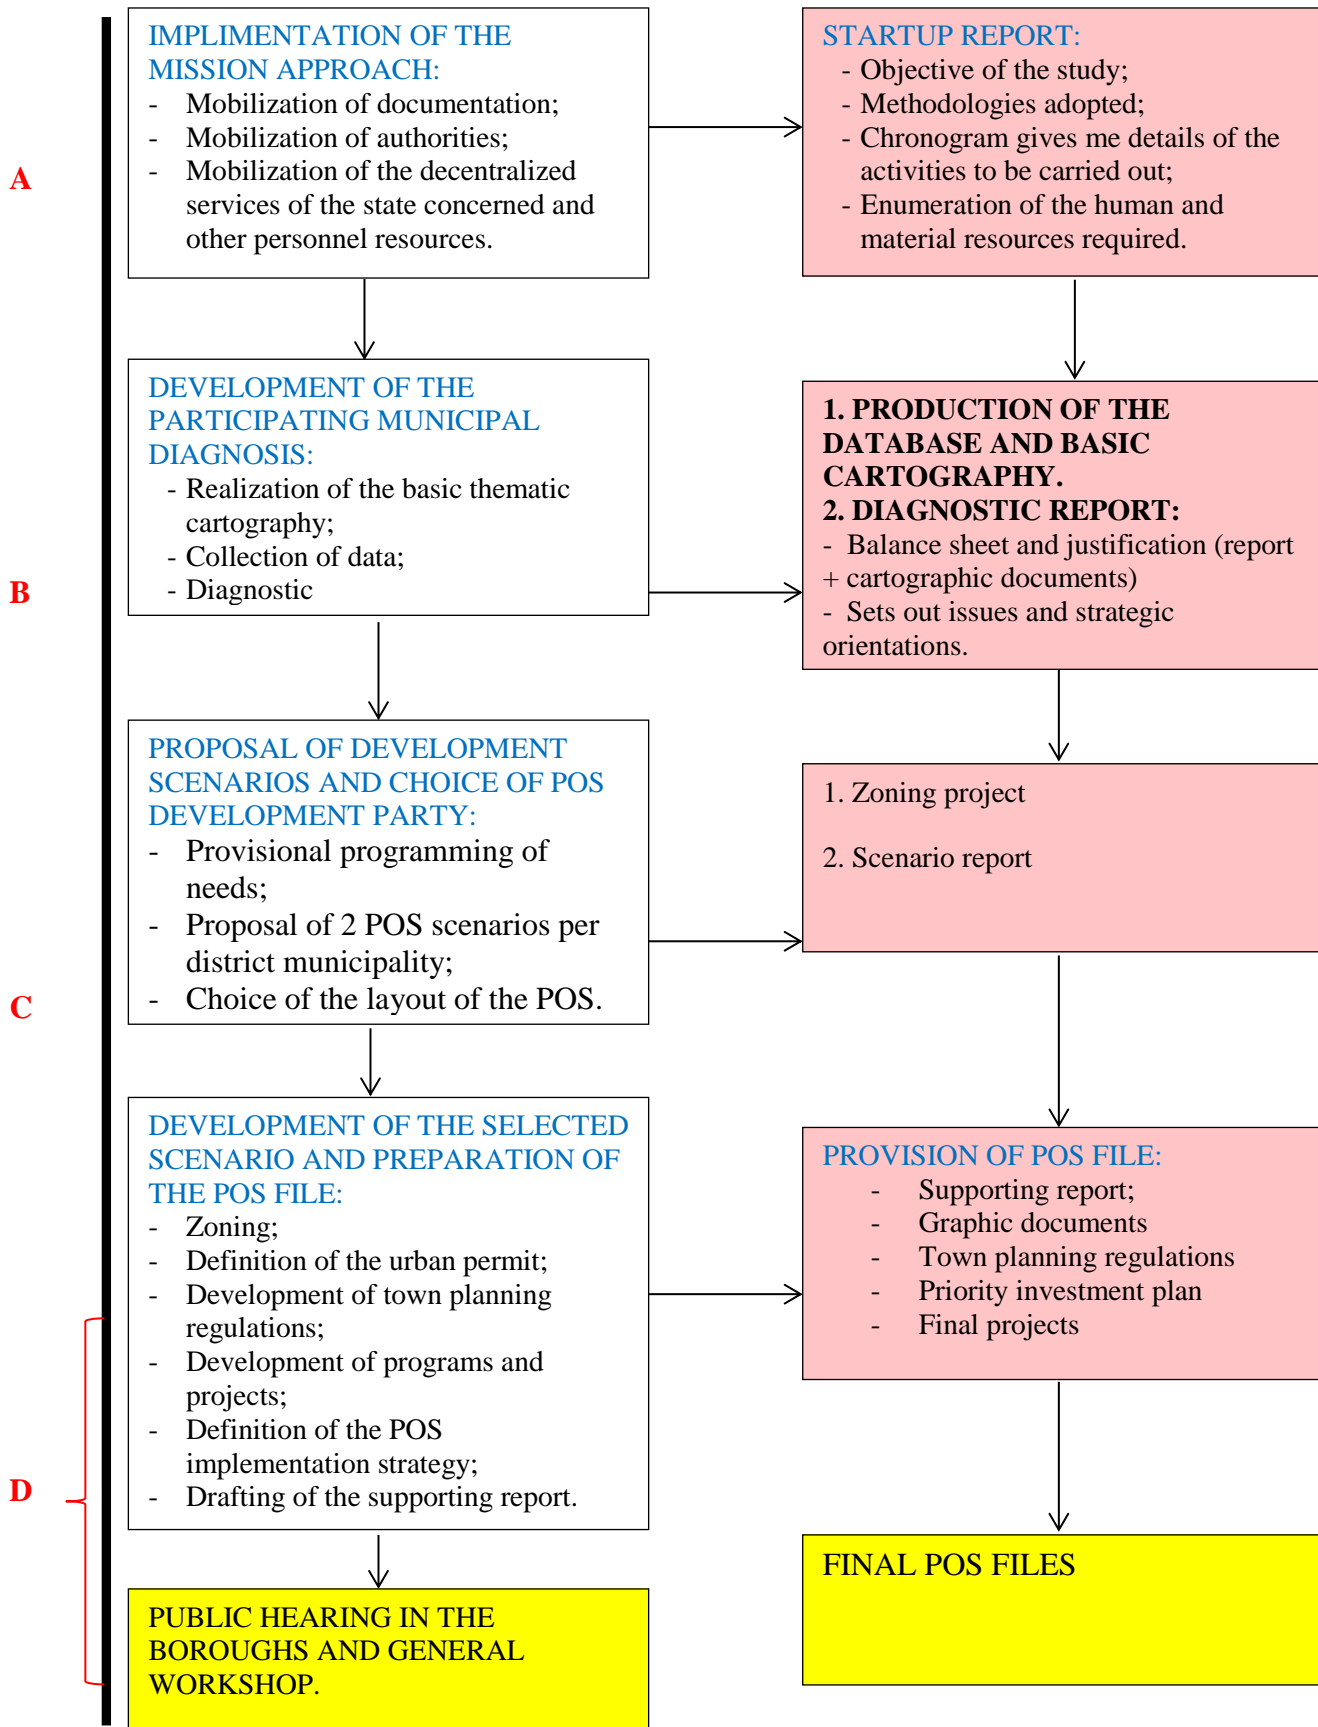 IMPLIMENTATION OF THE
MISSION APPROACH:
- Mobilization of documentation;
- Mobilization of authorities;
- Mobilization of the decentralized
services of the state concerned and
other personnel resources.
STARTUP REPORT:
- Objective of the study;
- Methodologies adopted;
- Chronogram gives me details of the
activities to be carried out;
- Enumeration of the human and
material resources required.
A
DEVELOPMENT OF THE
PARTICIPATING MUNICIPAL
DIAGNOSIS:
- Realization of the basic thematic
cartography;
- Collection of data;
- Diagnostic
1. PRODUCTION OF THE
DATABASE AND BASIC
CARTOGRAPHY.
2. DIAGNOSTIC REPORT:
- Balance sheet and justification (report
+ cartographic documents)
- Sets out issues and strategic
orientations.
B
PROPOSAL OF DEVELOPMENT
SCENARIOS AND CHOICE OF POS
DEVELOPMENT PARTY:
- Provisional programming of
needs;
- Proposal of 2 POS scenarios per
district municipality;
- Choice of the layout of the POS.
1. Zoning project
2. Scenario report
C
DEVELOPMENT OF THE SELECTED
SCENARIO AND PREPARATION OF
THE POS FILE:
- Zoning;
- Definition of the urban permit;
- Development of town planning
regulations;
- Development of programs and
projects;
- Definition of the POS
implementation strategy;
- Drafting of the supporting report.
PROVISION OF POS FILE:
- Supporting report;
- Graphic documents
- Town planning regulations
- Priority investment plan
- Final projects
D
PUBLIC HEARING IN THE
BOROUGHS AND GENERAL
WORKSHOP.
FINAL POS FILES